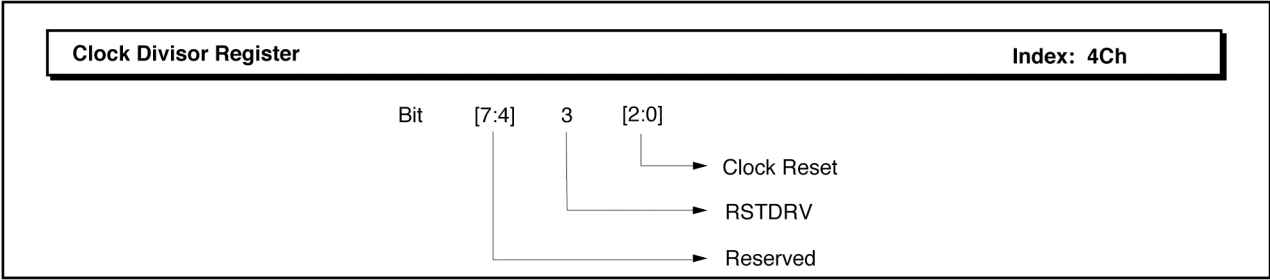 Clock Divisor Register Index: 4Ch
Bit [7:4] 3 [2:0]
Clock Reset
RSTDRV
Reserved